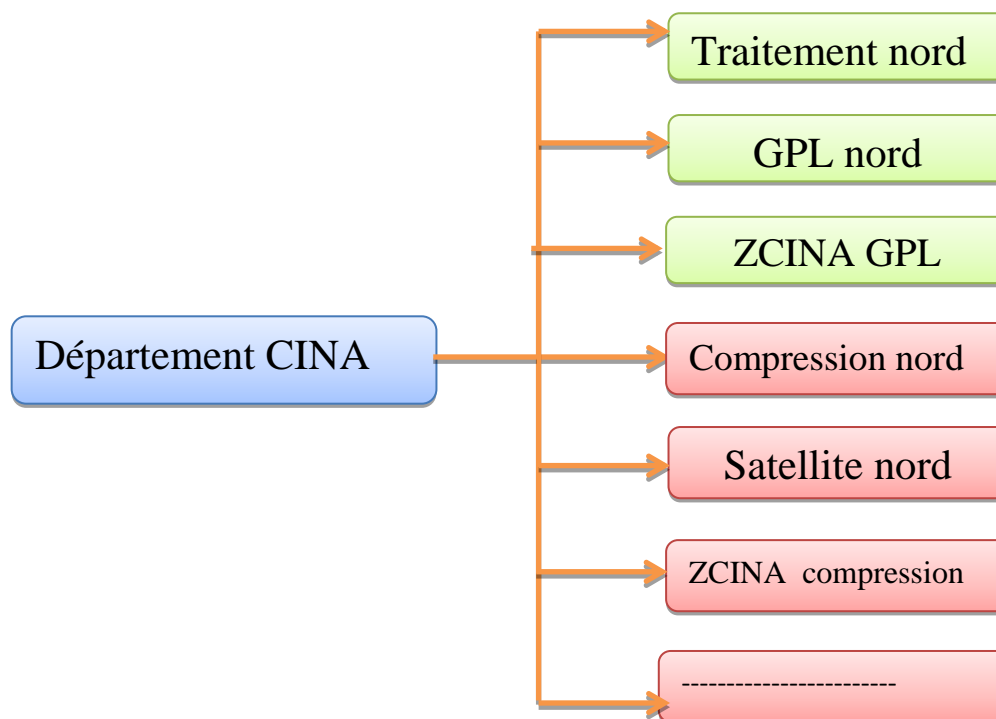 Traitement nord
GPL nord
ZCINA GPL
Département CINA
Compression nord
Satellite nord
ZCINA compression
------------------------